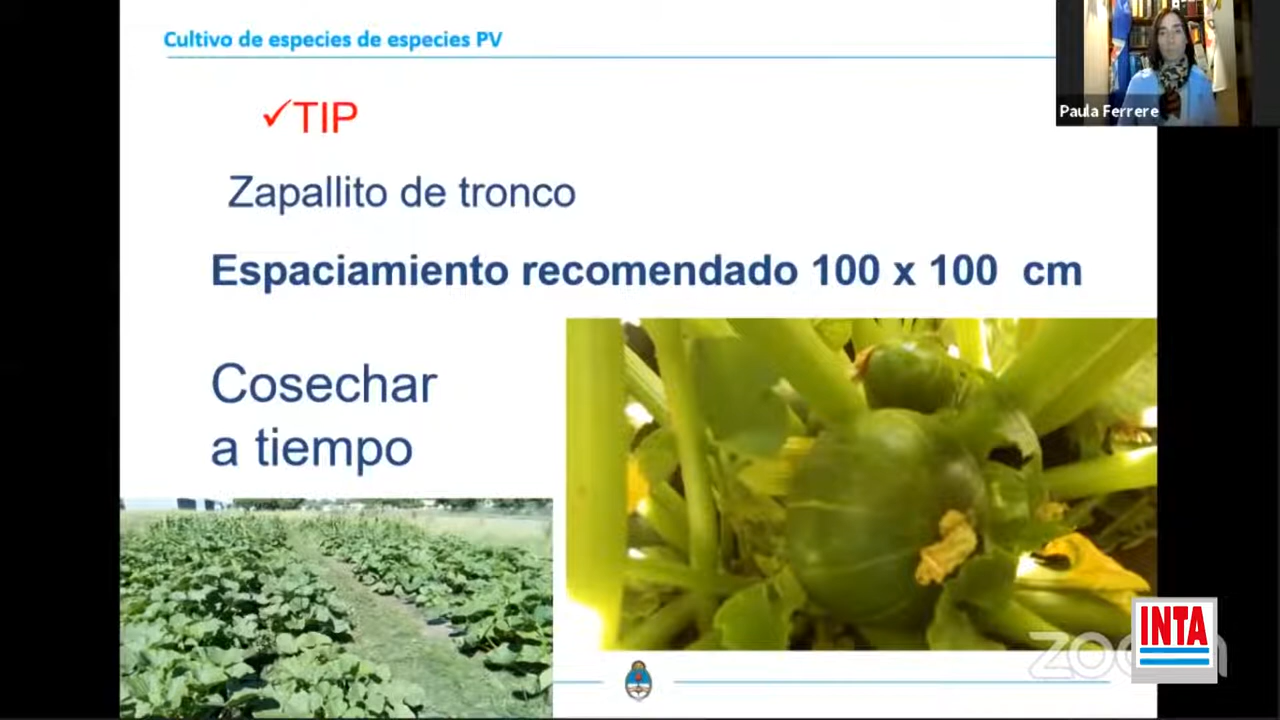 Cultivo de especies de especies PV
✓TIP
Zapallito de tronco
Espaciamiento recomendado 100 x 100 cm
Cosechar
a tiempo
Paula Ferrere
zoom
INTA